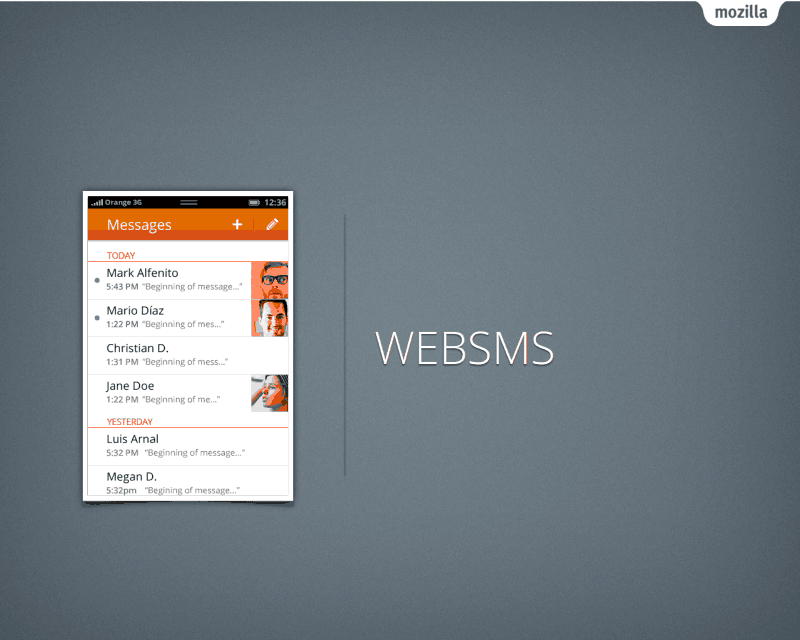 mozilla
Orange 3G 12:36
Messages
TODAY
Mark Alfenito
5:43 PM “Beginning of message...”
Mario Díaz
1:22 PM “Beginning of mes...”
Christian D.
1:31 PM “Beginning of mess...”
Jane Doe
1:22 PM “Beginning of me...”
YESTERDAY
Luis Arnal
5:32 PM “Beginning of message...”
Megan D.
5:32pm “Begining of message...”
WEBSMS